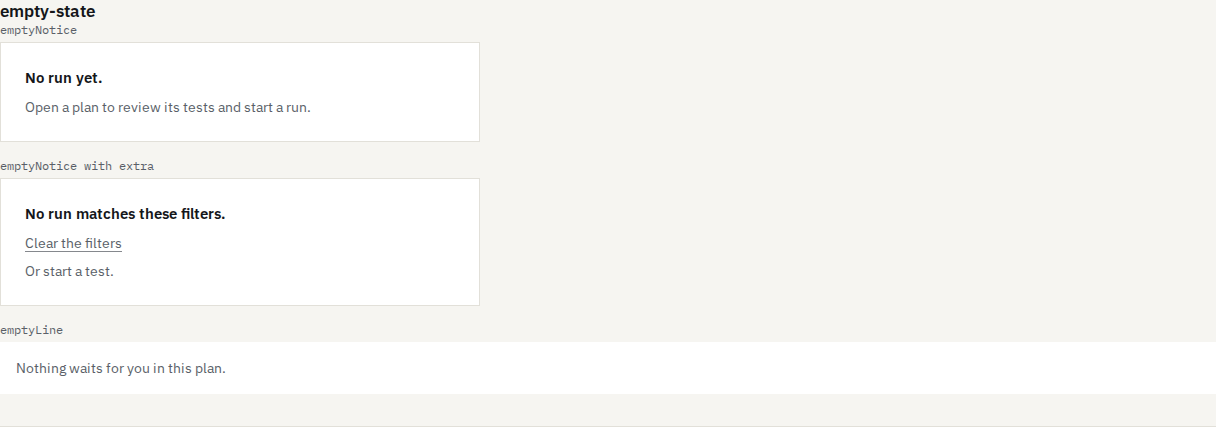 empty-state
emptyNotice
No run yet.
Open a plan to review its tests and start a run.
emptyNotice with extra
No run matches these filters.
Clear the filters
Or start a test.
emptyLine
Nothing waits for you in this plan.